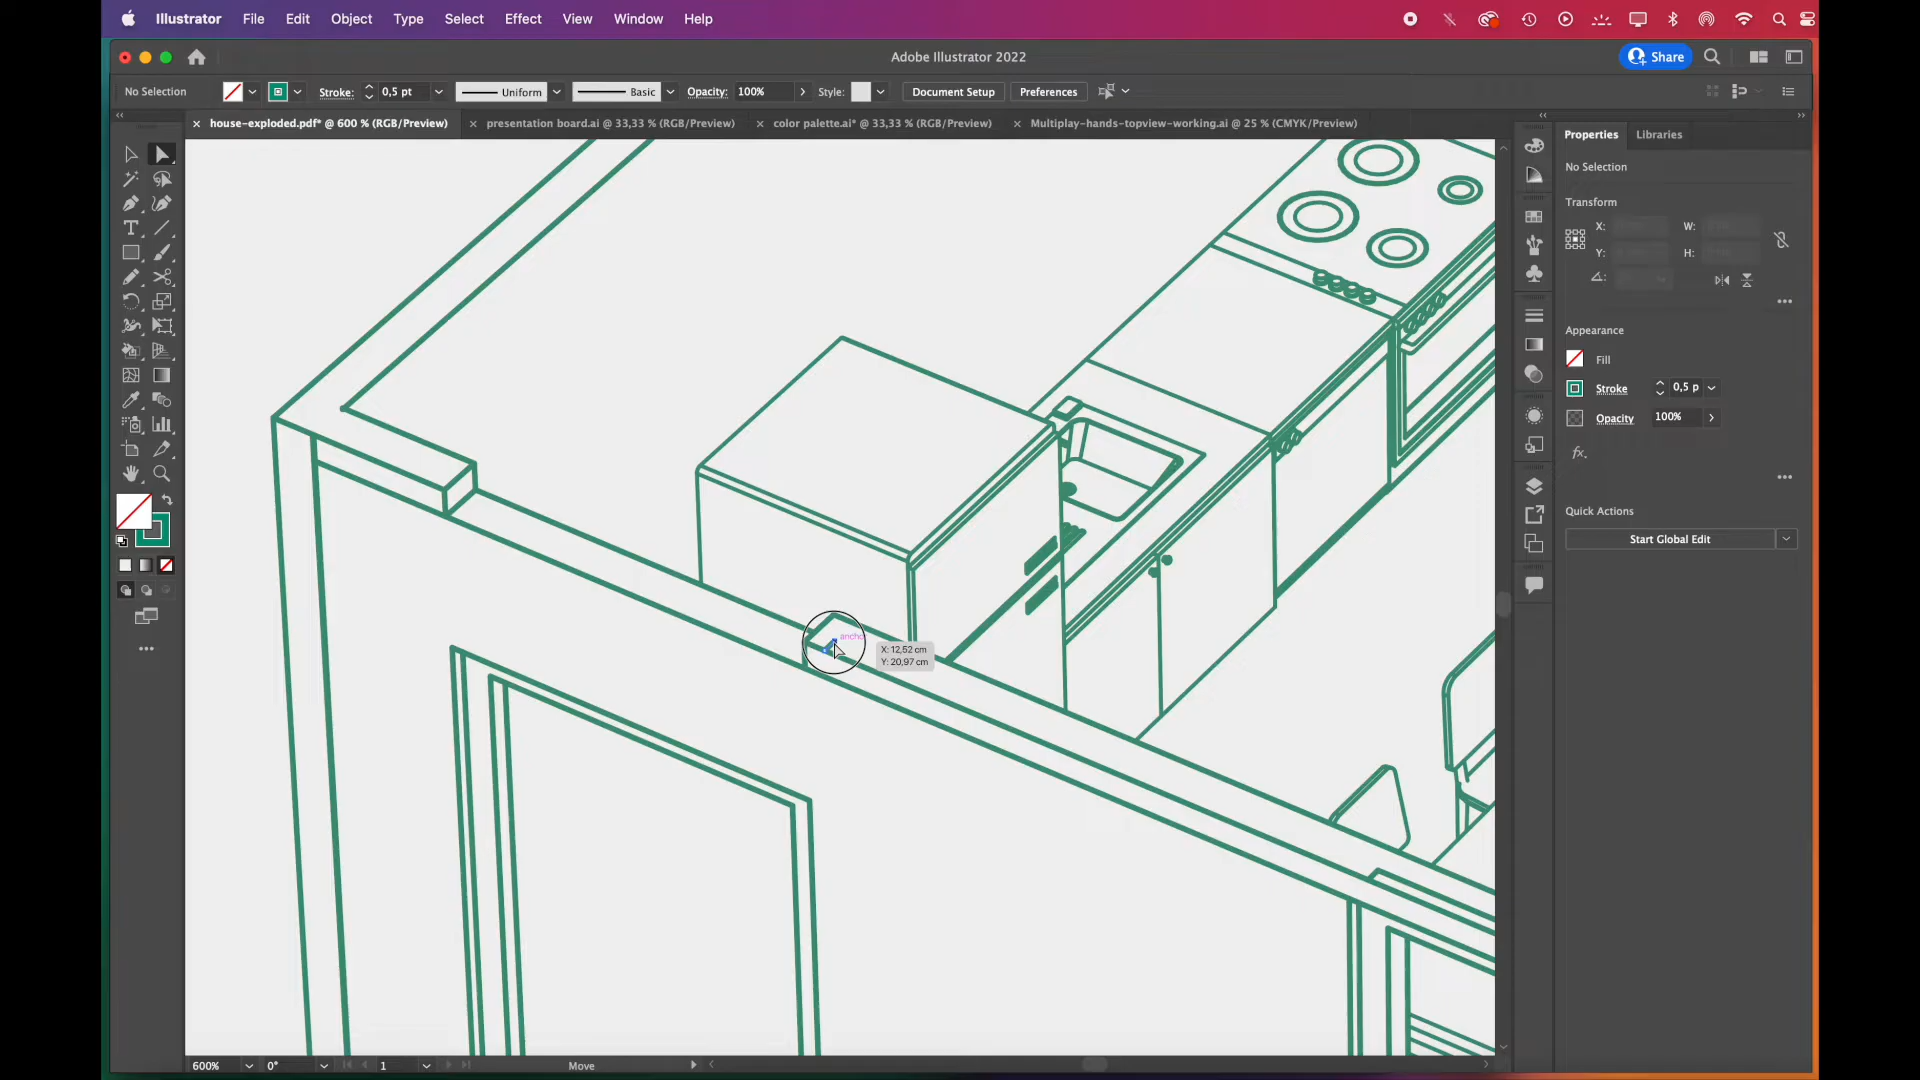 Illustrator File Edit Object Type Select Effect View Window Help
Adobe Illustrator 2022
Share
No Selection Stroke: 0,5 pt Uniform Basic Opacity: 100% Style: Document Setup Preferences
house-exploded.pdf* @ 600 % (RGB/Preview) presentation board.ai @ 33,33 % (RGB/Preview) color palette.ai* @ 33,33 % (RGB/Preview) Multiplay-hands-topview-working.ai @ 25 % (CMYK/Preview)
Properties Libraries
No Selection
Transform
X: W:
Y: H:
Appearance
Fill
Stroke 0,5 p
Opacity 100%
fx.
Quick Actions
Start Global Edit
ancho
X: 12,52 cm
Y: 20,97 cm
600% 0° 1 Move